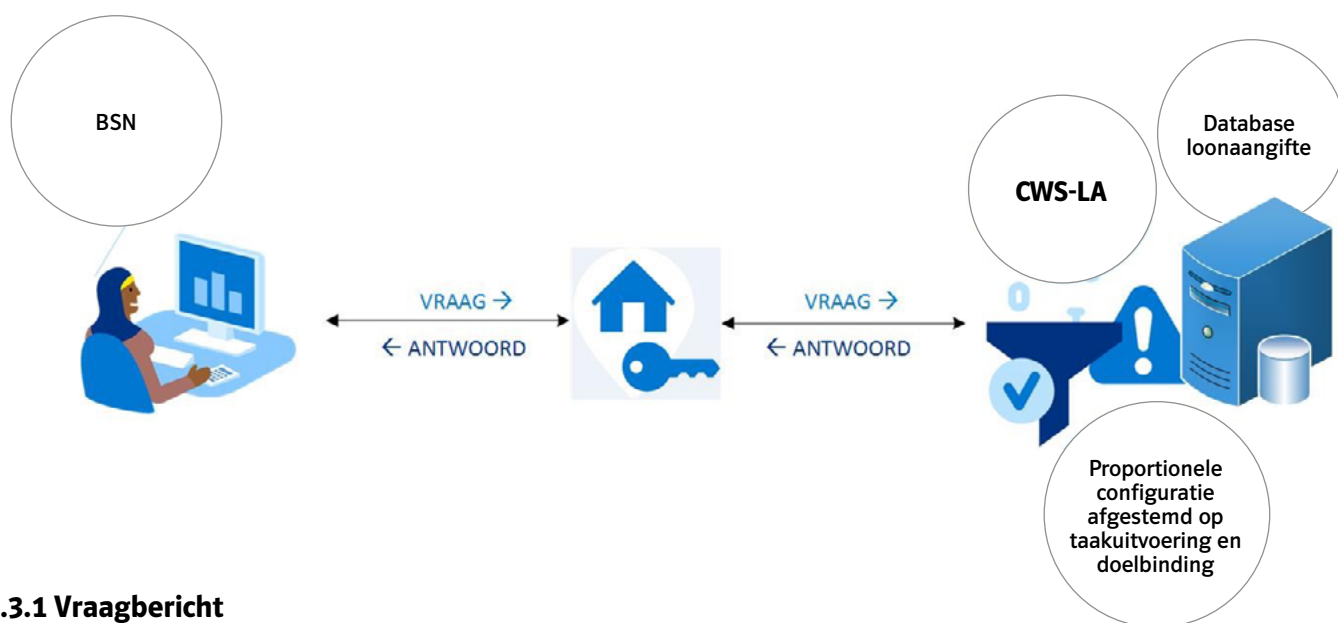 BSN
Database
loonaangifte
CWS-LA
VRAAG →
← ANTWOORD
VRAAG →
← ANTWOORD
Proportionele
configuratie
afgestemd op
taakuitvoering en
doelbinding
.3.1 Vraagbericht